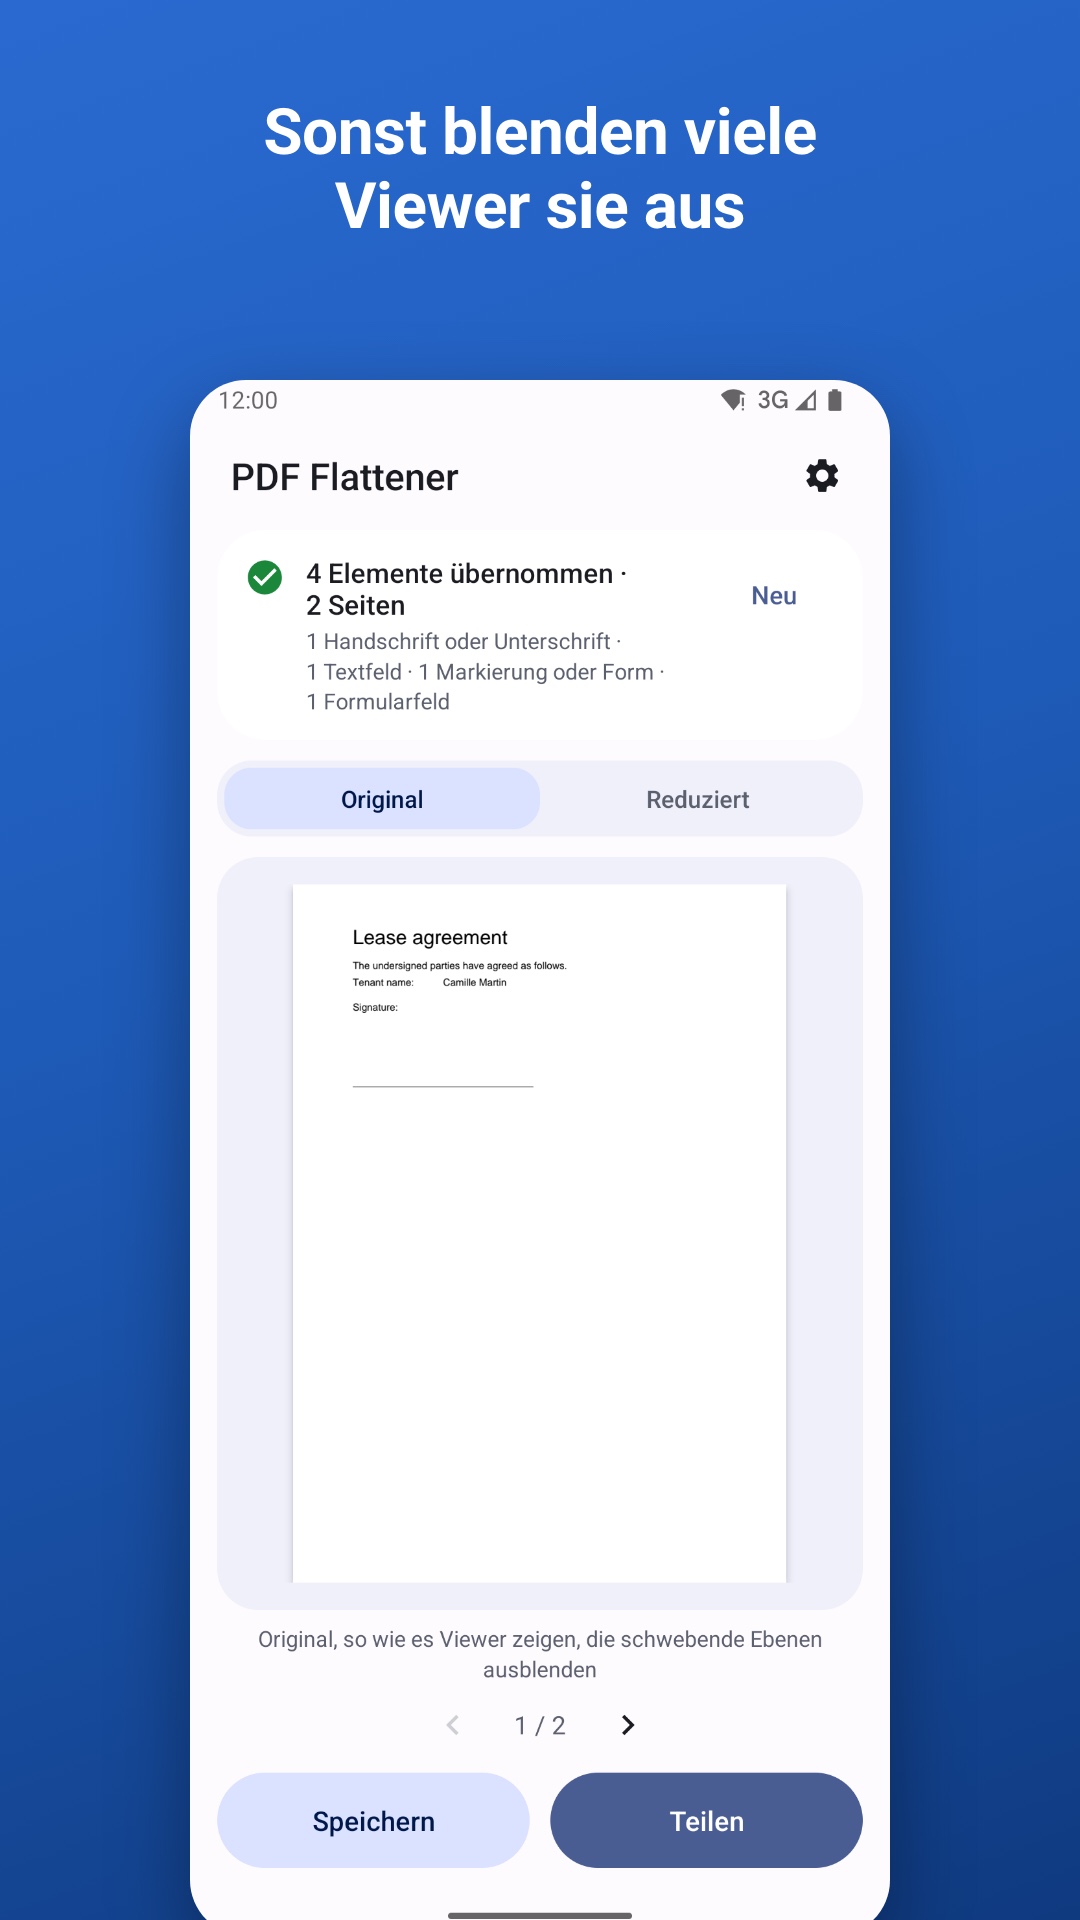 Sonst blenden viele
Viewer sie aus
12:00
3G
PDF Flattener
4 Elemente übernommen ·
2 Seiten
Neu
1 Handschrift oder Unterschrift ·
1 Textfeld · 1 Markierung oder Form ·
1 Formularfeld
Original
Reduziert
Lease agreement
The undersigned parties have agreed as follows.
Tenant name: Camille Martin
Signature:
Original, so wie es Viewer zeigen, die schwebende Ebenen
ausblenden
1 / 2
Speichern
Teilen